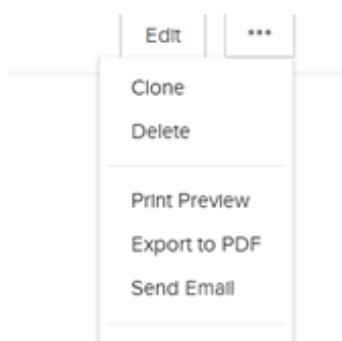 Edit ...
Clone
Delete
Print Preview
Export to PDF
Send Email